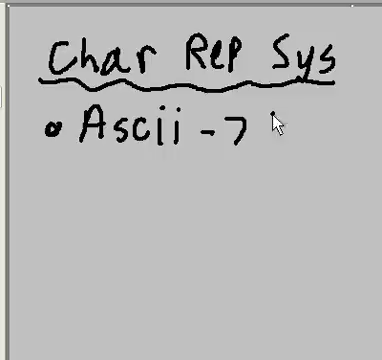 Char Rep Sys
• Ascii - 7